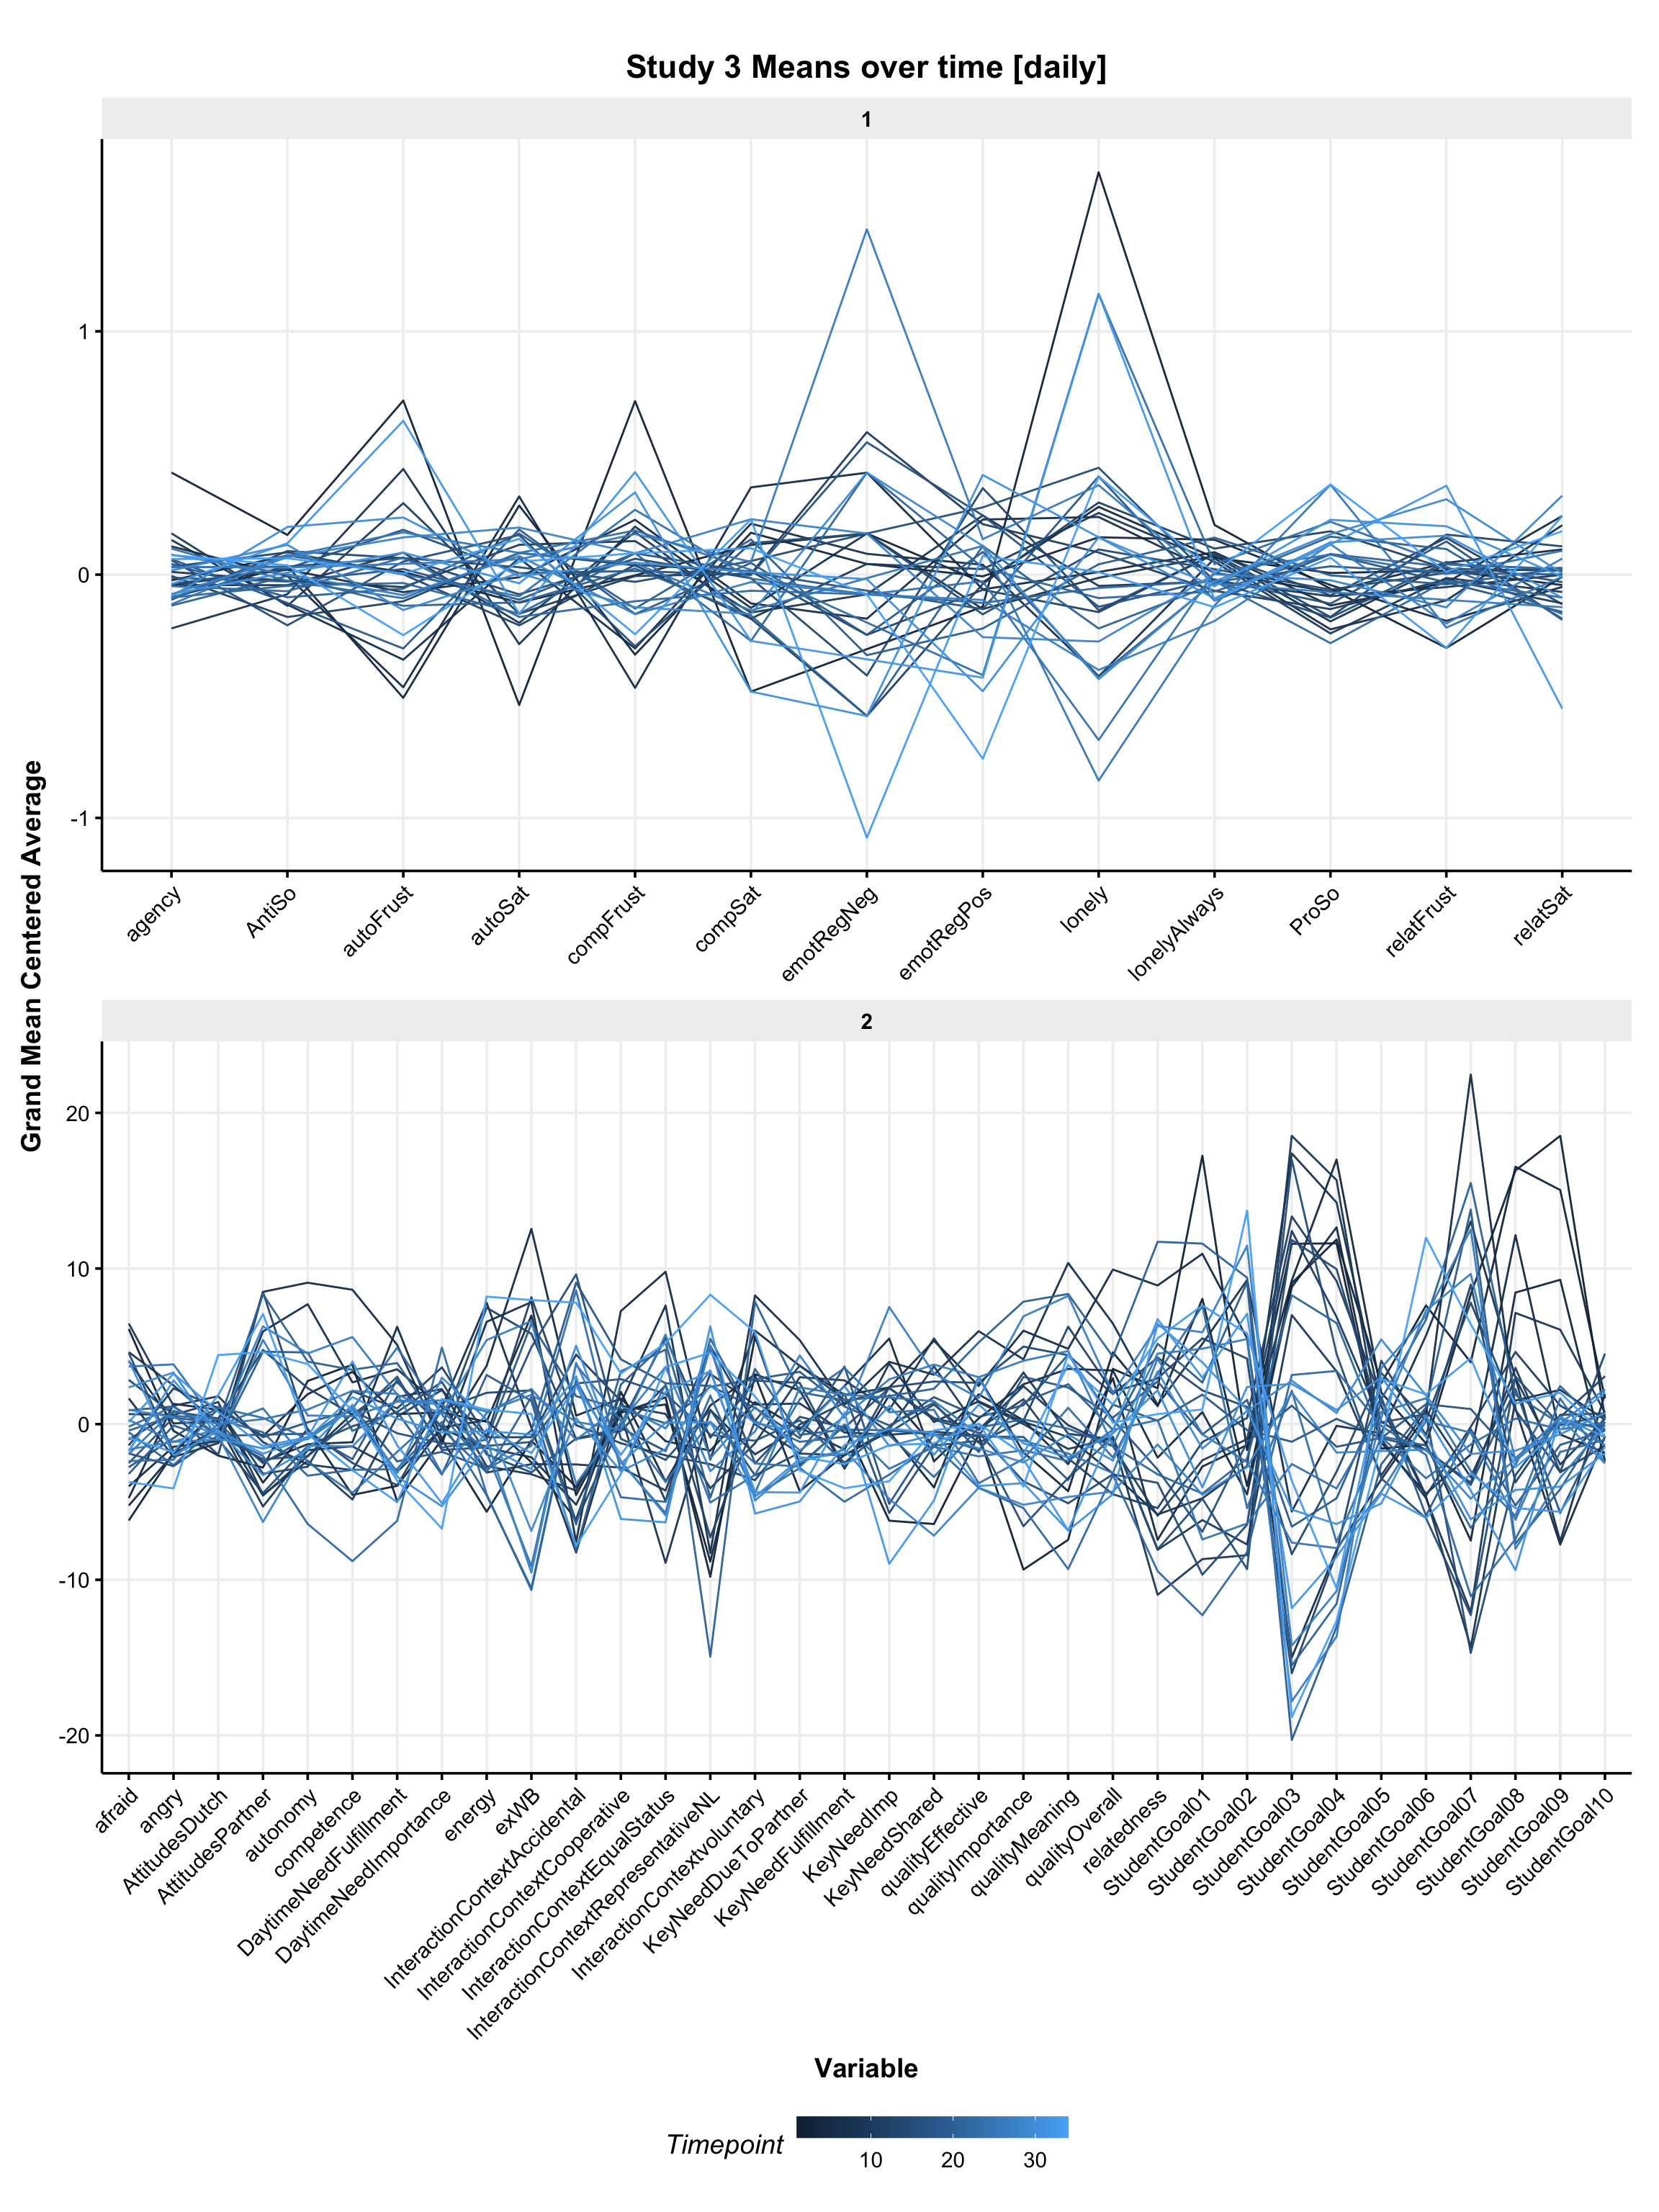 Study 3 Means over time [daily]
1
Grand Mean Centered Average
1
0
-1
agency
AntiSo
autoFrust
autoSat
compFrust
compSat
emotRegNeg
emotRegPos
lonely
lonelyAlways
ProSo
relatFrust
relatSat
2
20
10
0
-10
-20
afraid
angry
AttitudesDutch
AttitudesPartner
autonomy
competence
DaytimeNeedFulfillment
DaytimeNeedImportance
energy
exWB
InteractionContextAccidental
InteractionContextCooperative
InteractionContextEqualStatus
InteractionContextRepresentativeNL
InteractionContextvoluntary
KeyNeedDueToPartner
KeyNeedFulfillment
KeyNeedImp
KeyNeedShared
qualityEffective
qualityImportance
qualityMeaning
qualityOverall
relatedness
StudentGoal01
StudentGoal02
StudentGoal03
StudentGoal04
StudentGoal05
StudentGoal06
StudentGoal07
StudentGoal08
StudentGoal09
StudentGoal10
Variable
Timepoint
10 20 30